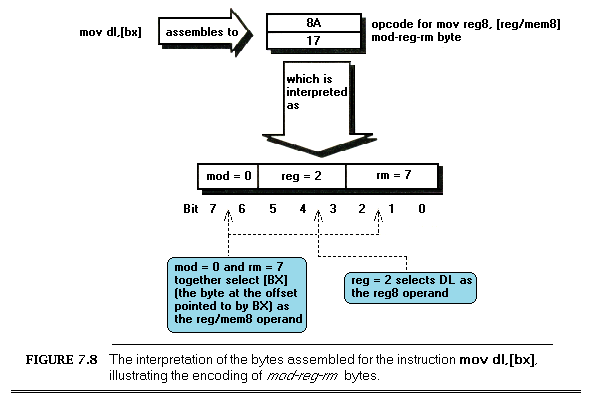 mov dl,[bx]
assembles to
8A
17
opcode for mov reg8, [reg/mem8]
mod-reg-rm byte
which is
interpreted
as
mod = 0 reg = 2 rm = 7
Bit 7 6 5 4 3 2 1 0
mod = 0 and rm = 7
together select [BX]
(the byte at the offset
pointed to by BX) as
the reg/mem8 operand
reg = 2 selects DL as
the reg8 operand
FIGURE 7.8 The interpretation of the bytes assembled for the instruction mov dl,[bx],
illustrating the encoding of mod-reg-rm bytes.